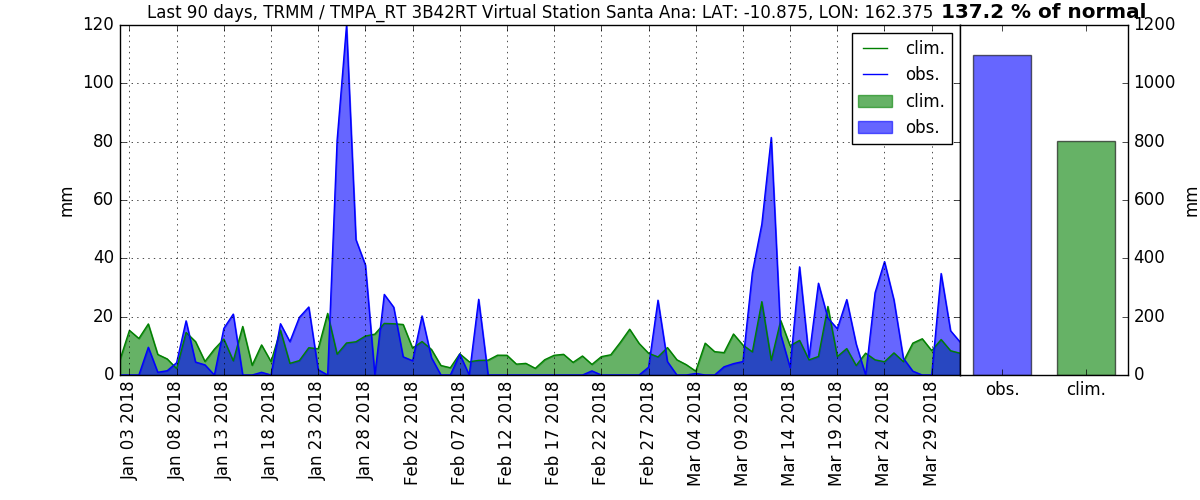 Last 90 days, TRMM / TMPA_RT 3B42RT Virtual Station Santa Ana: LAT: -10.875, LON: 162.375 137.2 % of normal
120
100
80
60
40
20
0
mm
clim.
obs.
clim.
obs.
1200
1000
800
600
400
200
0
mm
obs. clim.
Jan 03 2018
Jan 08 2018
Jan 13 2018
Jan 18 2018
Jan 23 2018
Jan 28 2018
Feb 02 2018
Feb 07 2018
Feb 12 2018
Feb 17 2018
Feb 22 2018
Feb 27 2018
Mar 04 2018
Mar 09 2018
Mar 14 2018
Mar 19 2018
Mar 24 2018
Mar 29 2018